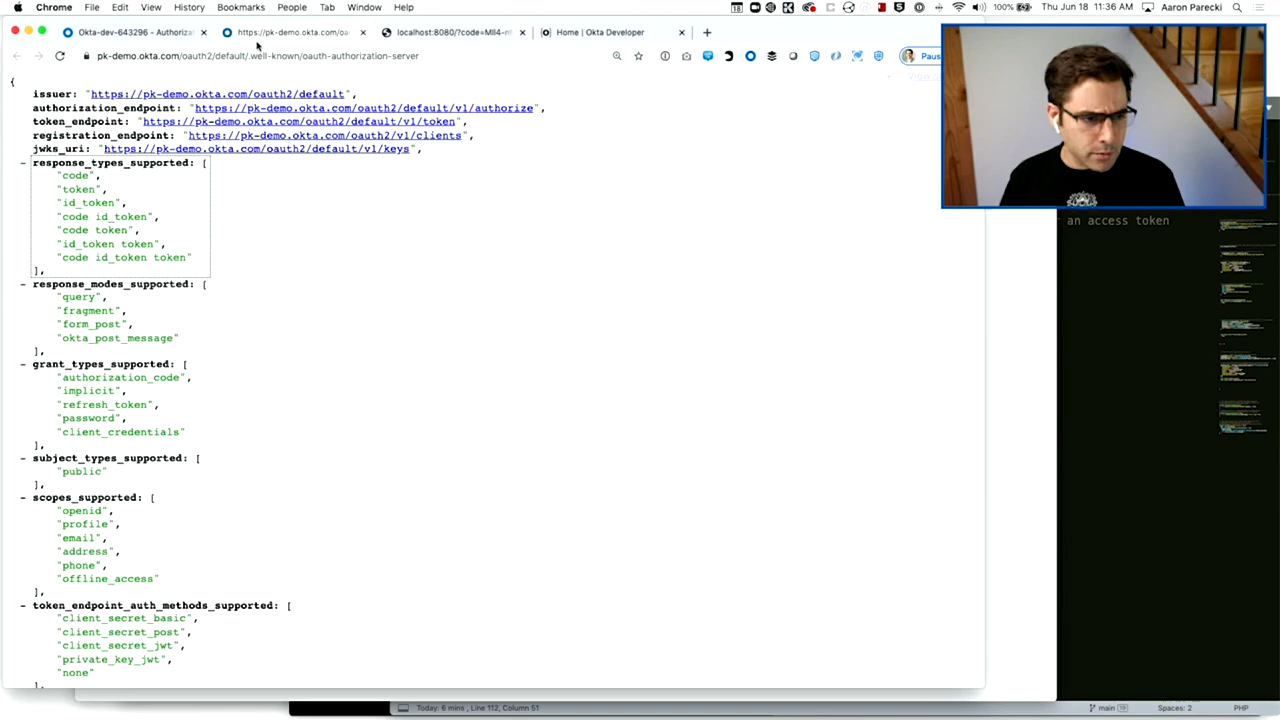 Chrome File Edit View History Bookmarks People Tab Window Help 100% Thu Jun 18 11:36 AM Aaron Parecki
Okta-dev-643296 - Authoriza × https://pk-demo.okta.com/oa × localhost:8080/?code=MlI4-n × Home | Okta Developer × +
pk-demo.okta.com/oauth2/default/.well-known/oauth-authorization-server Paus
{
issuer: "https://pk-demo.okta.com/oauth2/default",
authorization_endpoint: "https://pk-demo.okta.com/oauth2/default/v1/authorize",
token_endpoint: "https://pk-demo.okta.com/oauth2/default/v1/token",
registration_endpoint: "https://pk-demo.okta.com/oauth2/v1/clients",
jwks_uri: "https://pk-demo.okta.com/oauth2/default/v1/keys",
- response_types_supported: [
"code",
"token",
"id_token",
"code id_token",
"code token",
"id_token token",
"code id_token token"
],
- response_modes_supported: [
"query",
"fragment",
"form_post",
"okta_post_message"
],
- grant_types_supported: [
"authorization_code",
"implicit",
"refresh_token",
"password",
"client_credentials"
],
- subject_types_supported: [
"public"
],
- scopes_supported: [
"openid",
"profile",
"email",
"address",
"phone",
"offline_access"
],
- token_endpoint_auth_methods_supported: [
"client_secret_basic",
"client_secret_post",
"client_secret_jwt",
"private_key_jwt",
"none"
],
an access token
Today: 6 mins, Line 112, Column 51 main Spaces: 2 PHP